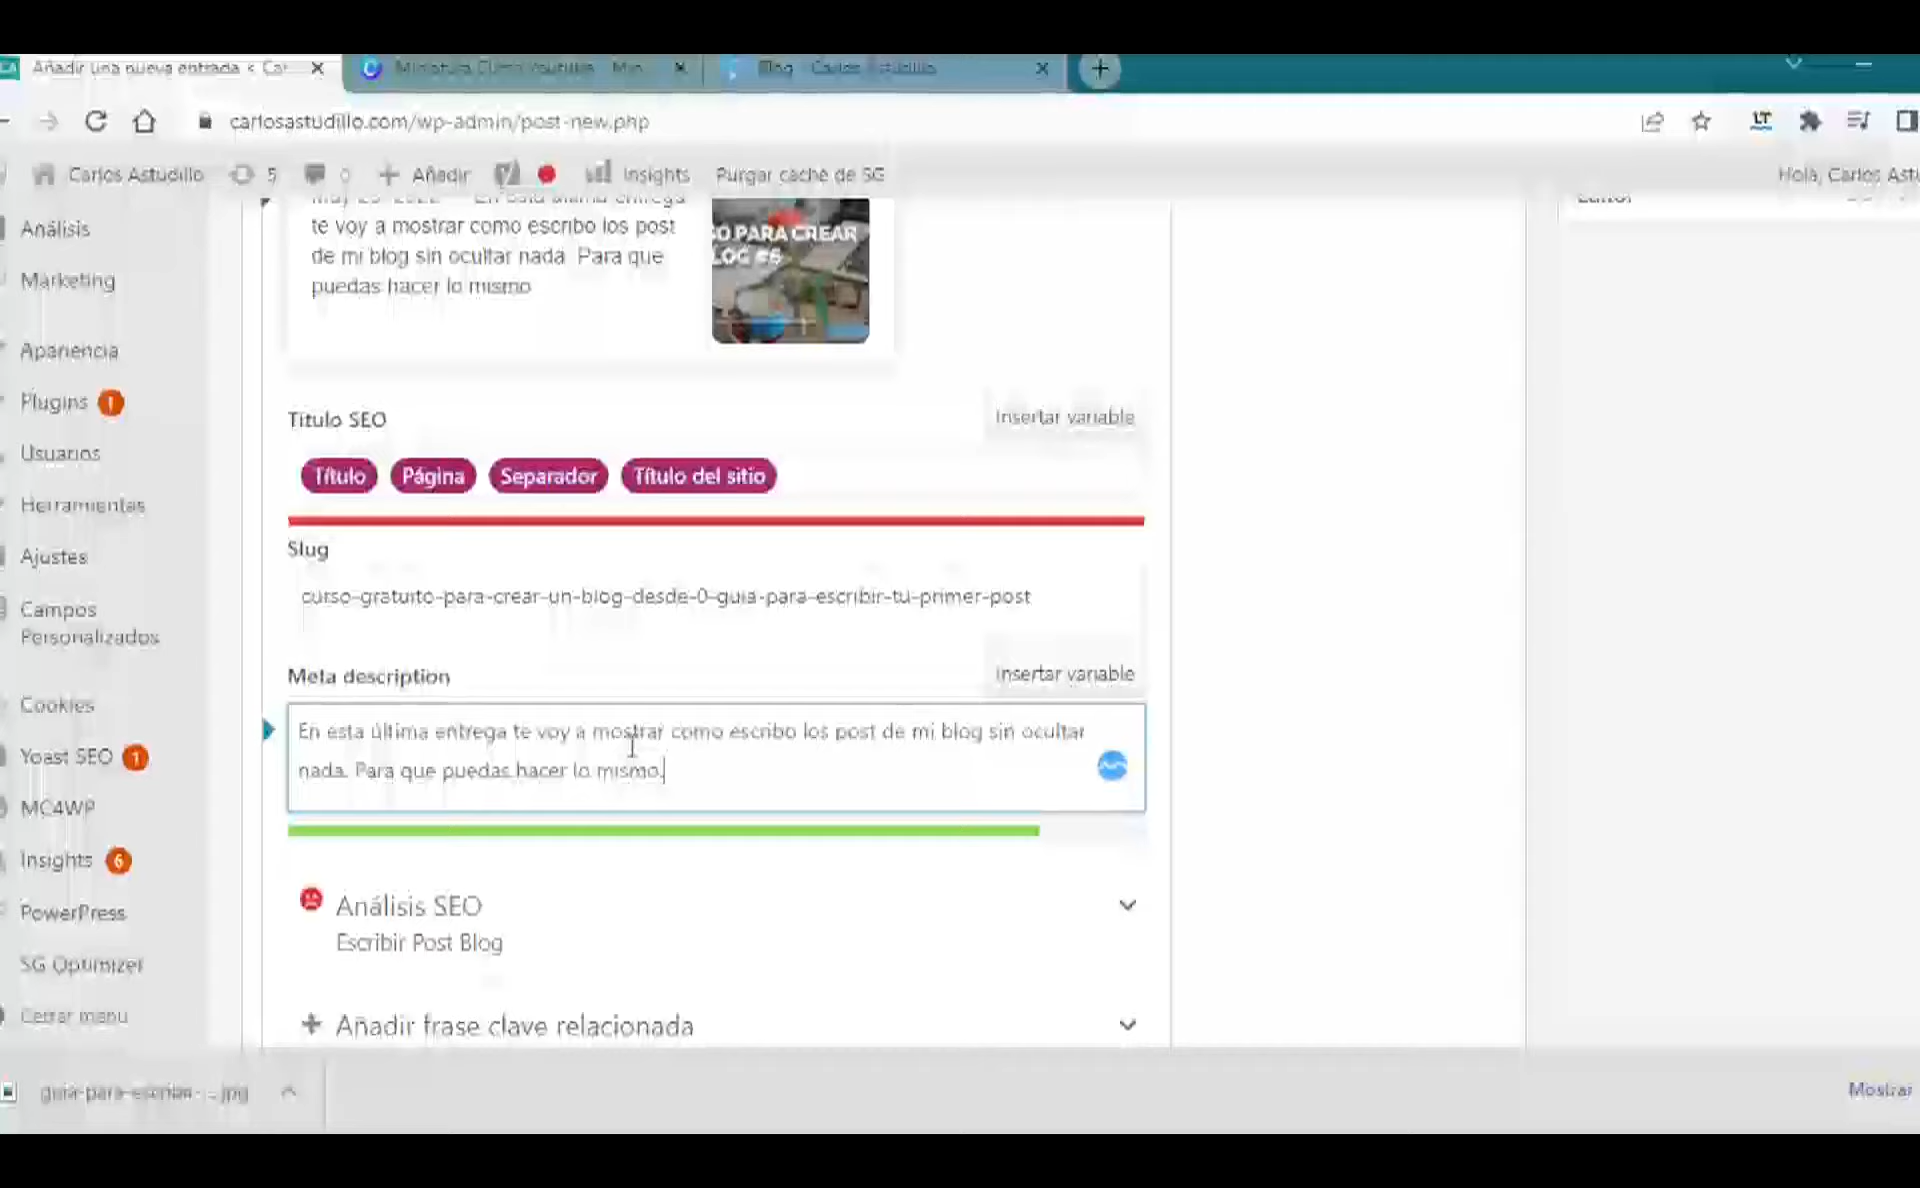 Añadir una nueva entrada < Car
Miniatura Curso Youtube - Min
Blog - Carlos Astudillo
carlosastudillo.com/wp-admin/post-new.php
Carlos Astudillo
5
0
Añadir
Insights
Purgar caché de SG
Hola, Carlos Astu
Análisis
Marketing
Apariencia
Plugins 1
Usuarios
Herramientas
Ajustes
Campos
Personalizados
Cookies
Yoast SEO 1
MC4WP
Insights 6
PowerPress
SG Optimizer
Cerrar menú
En esta última entrega
te voy a mostrar como escribo los post
de mi blog sin ocultar nada. Para que
puedas hacer lo mismo
SO PARA CREAR
LOG #6
Título SEO
Insertar variable
Título Página Separador Título del sitio
Slug
curso-gratuito-para-crear-un-blog-desde-0-guia-para-escribir-tu-primer-post
Meta description
Insertar variable
En esta última entrega te voy a mostrar como escribo los post de mi blog sin ocultar
nada. Para que puedas hacer lo mismo.
Análisis SEO
Escribir Post Blog
Añadir frase clave relacionada
guia-para-escribir-...jpg
Mostrar